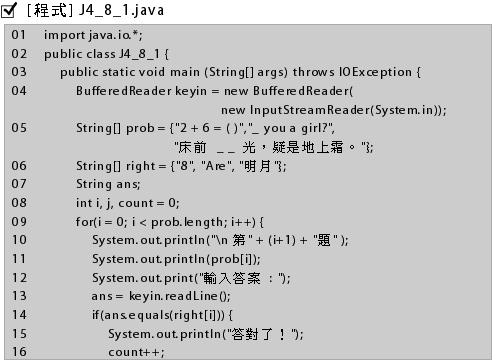 [程式] J4_8_1.java
01 import java.io.*;
02 public class J4_8_1 {
03 public static void main (String[] args) throws IOException {
04 BufferedReader keyin = new BufferedReader(
new InputStreamReader(System.in));
05 String[] prob = {"2 + 6 = ( )","_ you a girl?",
"床前 _ _ 光，疑是地上霜。"};
06 String[] right = {"8", "Are", "明月"};
07 String ans;
08 int i, j, count = 0;
09 for(i = 0; i < prob.length; i++) {
10 System.out.println("\n 第" + (i+1) + "題" );
11 System.out.println(prob[i]);
12 System.out.print("輸入答案 : ");
13 ans = keyin.readLine();
14 if(ans.equals(right[i])) {
15 System.out.println("答對了！");
16 count++;